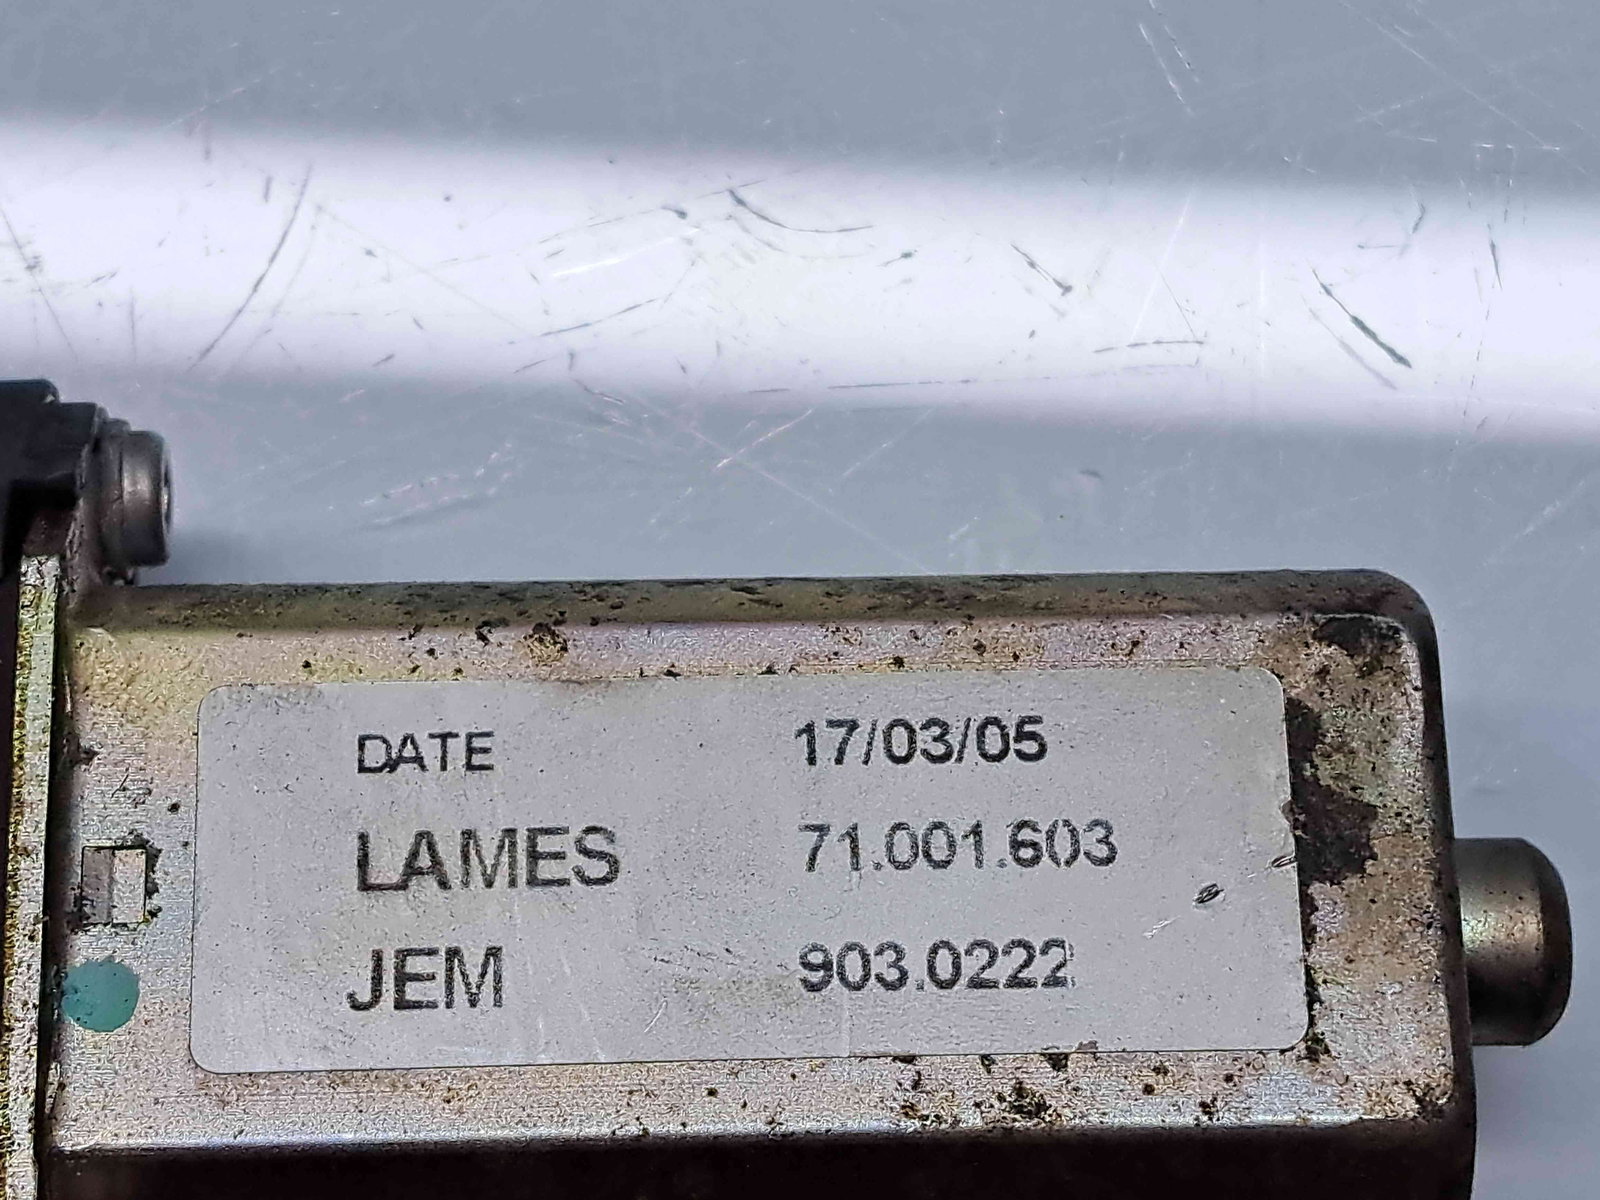 DATE 17/03/05
LAMES 71.001.603
JEM 903.0222